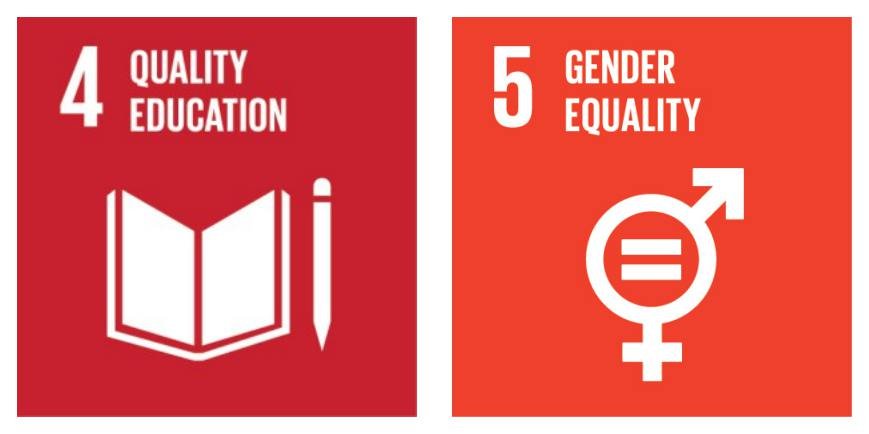 4 QUALITY
EDUCATION
5 GENDER
EQUALITY